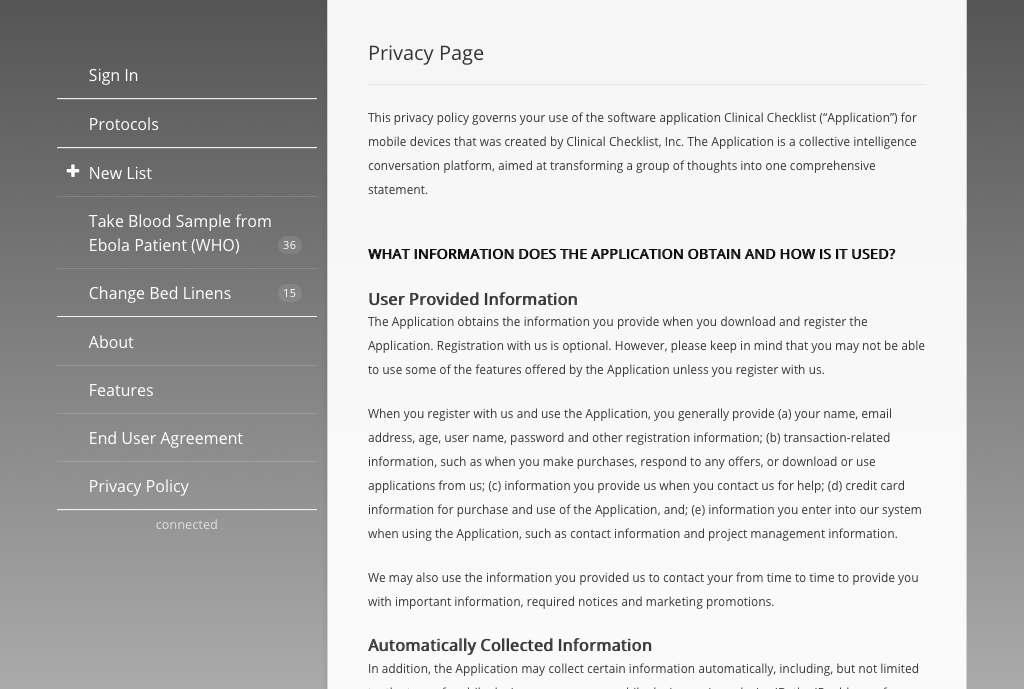 Sign In
Protocols
New List
Take Blood Sample from
Ebola Patient (WHO)
36
Change Bed Linens
15
About
Features
End User Agreement
Privacy Policy
connected
Privacy Page
This privacy policy governs your use of the software application Clinical Checklist (“Application”) for
mobile devices that was created by Clinical Checklist, Inc. The Application is a collective intelligence
conversation platform, aimed at transforming a group of thoughts into one comprehensive
statement.
WHAT INFORMATION DOES THE APPLICATION OBTAIN AND HOW IS IT USED?
User Provided Information
The Application obtains the information you provide when you download and register the
Application. Registration with us is optional. However, please keep in mind that you may not be able
to use some of the features offered by the Application unless you register with us.
When you register with us and use the Application, you generally provide (a) your name, email
address, age, user name, password and other registration information; (b) transaction-related
information, such as when you make purchases, respond to any offers, or download or use
applications from us; (c) information you provide us when you contact us for help; (d) credit card
information for purchase and use of the Application, and; (e) information you enter into our system
when using the Application, such as contact information and project management information.
We may also use the information you provided us to contact your from time to time to provide you
with important information, required notices and marketing promotions.
Automatically Collected Information
In addition, the Application may collect certain information automatically, including, but not limited